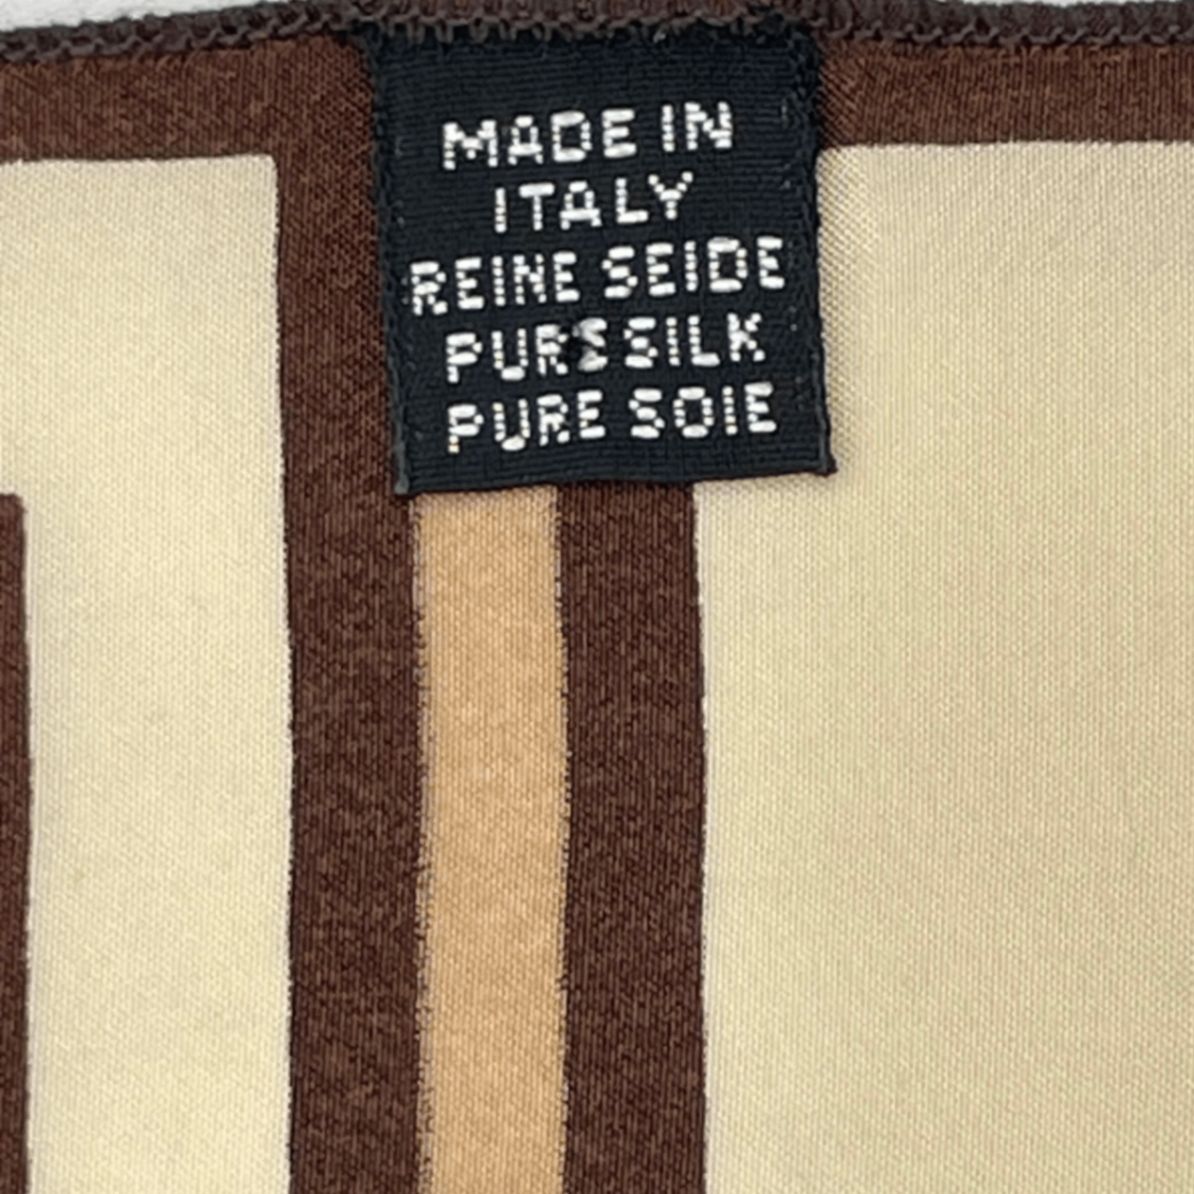 MADE IN
ITALY
REINE SEIDE
PURE SILK
PURE SOIE